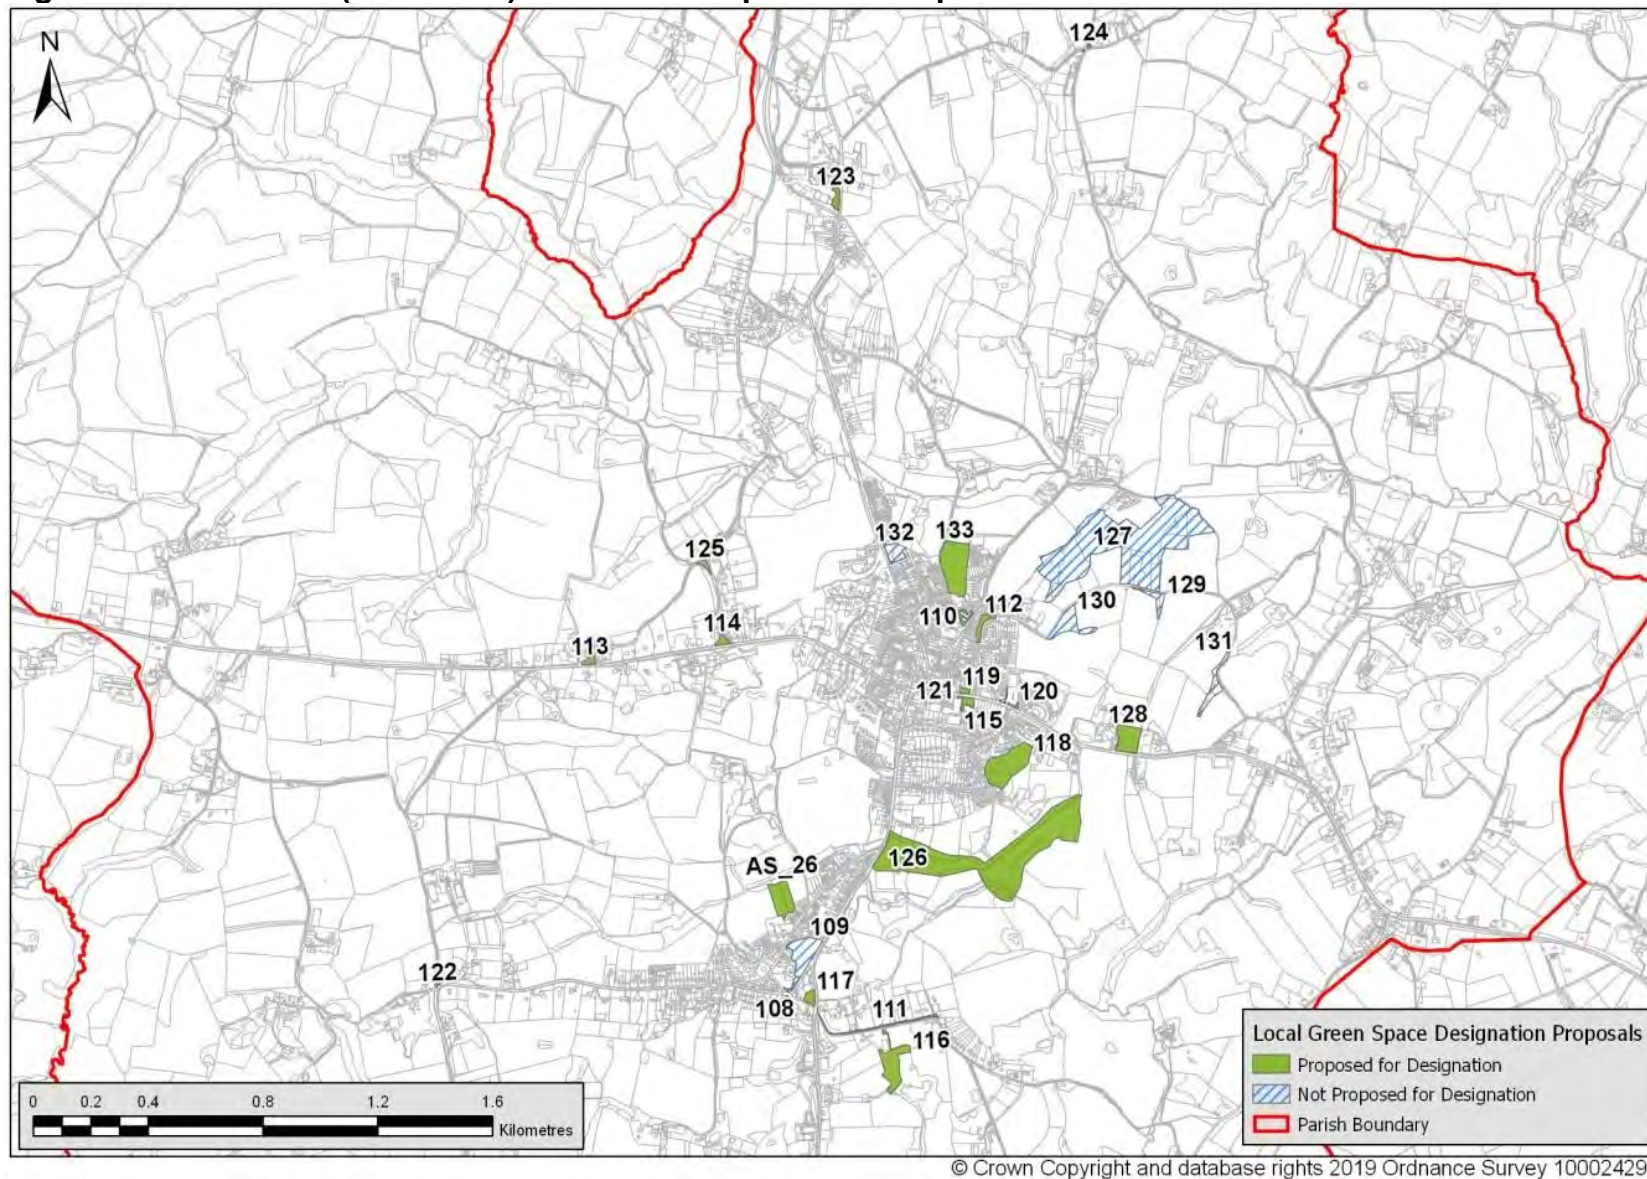 N
124
123
132
133
127
125
129
110
112
130
114
113
131
119
121
120
115
128
118
126
AS_26
109
122
117
108
111
116
Local Green Space Designation Proposals
Proposed for Designation
Not Proposed for Designation
Parish Boundary
0 0.2 0.4 0.8 1.2 1.6
Kilometres
© Crown Copyright and database rights 2019 Ordnance Survey 10002429